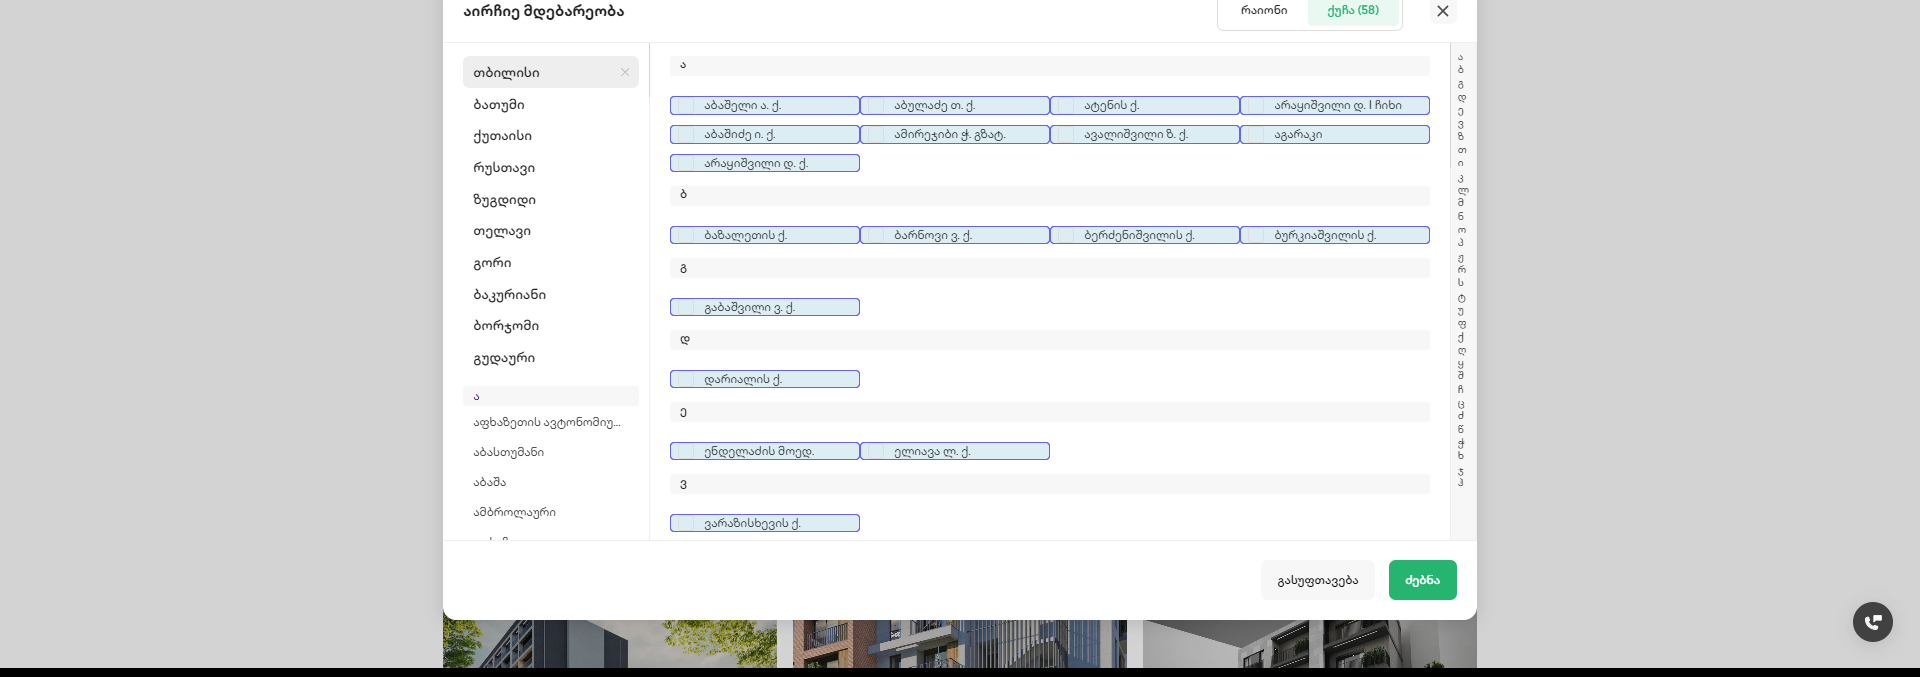 აირჩიე მდებარეობა
რაიონი
ქუჩა (58)
თბილისი
ბათუმი
ქუთაისი
რუსთავი
ზუგდიდი
თელავი
გორი
ბაკურიანი
ბორჯომი
გუდაური
ა
აფხაზეთის ავტონომიუ...
აბასთუმანი
აბაშა
ამბროლაური
ა
აბაშელი ა. ქ. აბულაძე თ. ქ. ატენის ქ. არაყიშვილი დ. I ჩიხი
აბაშიძე ი. ქ. ამირეჯიბი ჭ. გზატ. ავალიშვილი ზ. ქ. აგარაკი
არაყიშვილი დ. ქ.
ბ
ბაზალეთის ქ. ბარნოვი ვ. ქ. ბერძენიშვილის ქ. ბურკიაშვილის ქ.
გ
გაბაშვილი ვ. ქ.
დ
დარიალის ქ.
ე
ენდელაძის მოედ. ელიავა ლ. ქ.
ვ
ვარაზისხევის ქ.
ა
ბ
გ
დ
ე
ვ
ზ
თ
ი
კ
ლ
მ
ნ
ო
პ
ჟ
რ
ს
ტ
უ
ფ
ქ
ღ
ყ
შ
ჩ
ც
ძ
წ
ჭ
ხ
ჯ
ჰ
გასუფთავება
ძებნა